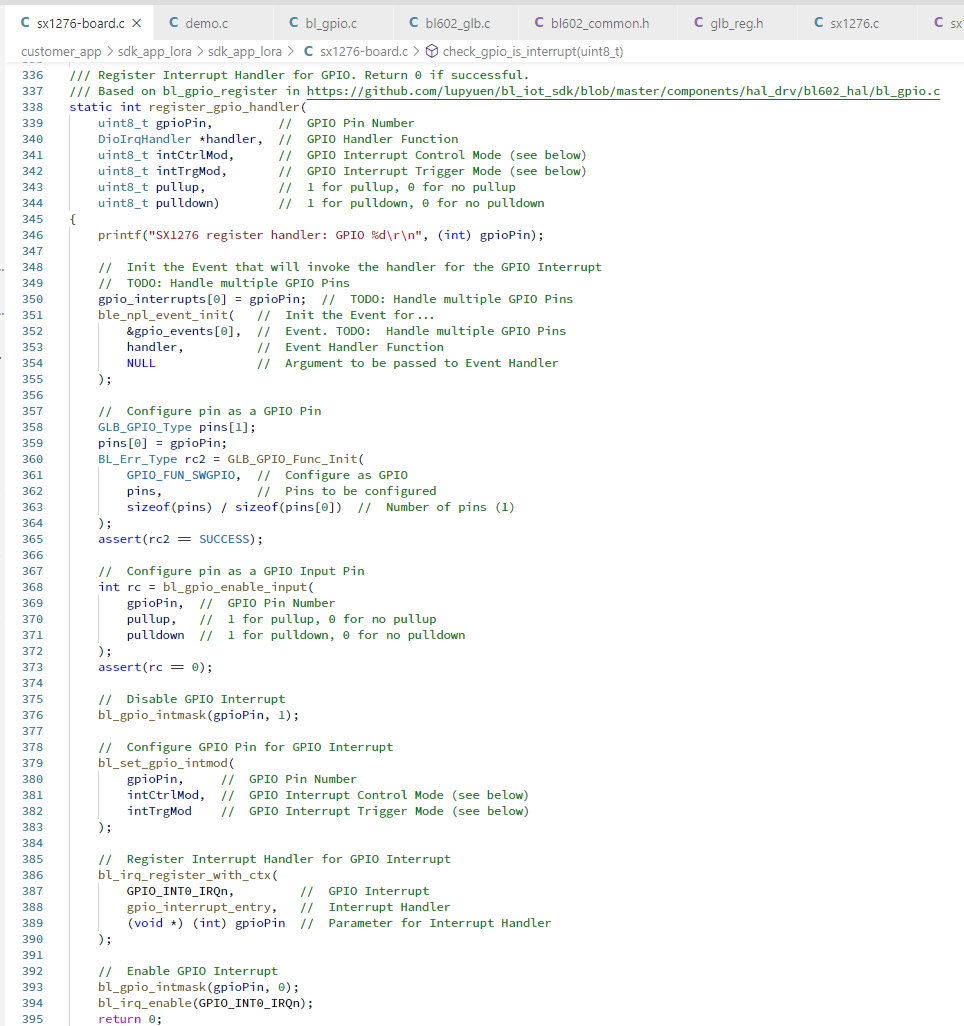 C sx1276-board.c × C demo.c C bl_gpio.c C bl602_glb.c C bl602_common.h C glb_reg.h C sx1276.c C sx
customer_app > sdk_app_lora > sdk_app_lora > C sx1276-board.c > check_gpio_is_interrupt(uint8_t)
336 /// Register Interrupt Handler for GPIO. Return 0 if successful.
337 /// Based on bl_gpio_register in https://github.com/lupyuen/bl_iot_sdk/blob/master/components/hal_drv/bl602_hal/bl_gpio.c
338 static int register_gpio_handler(
339     uint8_t gpioPin,         //  GPIO Pin Number
340     DioIrqHandler *handler,  //  GPIO Handler Function
341     uint8_t intCtrlMod,      //  GPIO Interrupt Control Mode (see below)
342     uint8_t intTrgMod,       //  GPIO Interrupt Trigger Mode (see below)
343     uint8_t pullup,          //  1 for pullup, 0 for no pullup
344     uint8_t pulldown)        //  1 for pulldown, 0 for no pulldown
345 {
346     printf("SX1276 register handler: GPIO %d\r\n", (int) gpioPin);
347
348     //  Init the Event that will invoke the handler for the GPIO Interrupt
349     //  TODO: Handle multiple GPIO Pins
350     gpio_interrupts[0] = gpioPin;  //  TODO: Handle multiple GPIO Pins
351     ble_npl_event_init(   //  Init the Event for...
352         &gpio_events[0],  //  Event. TODO:  Handle multiple GPIO Pins
353         handler,          //  Event Handler Function
354         NULL              //  Argument to be passed to Event Handler
355     );
356
357     //  Configure pin as a GPIO Pin
358     GLB_GPIO_Type pins[1];
359     pins[0] = gpioPin;
360     BL_Err_Type rc2 = GLB_GPIO_Func_Init(
361         GPIO_FUN_SWGPIO,  //  Configure as GPIO
362         pins,             //  Pins to be configured
363         sizeof(pins) / sizeof(pins[0])  //  Number of pins (1)
364     );
365     assert(rc2 == SUCCESS);
366
367     //  Configure pin as a GPIO Input Pin
368     int rc = bl_gpio_enable_input(
369         gpioPin,  //  GPIO Pin Number
370         pullup,   //  1 for pullup, 0 for no pullup
371         pulldown  //  1 for pulldown, 0 for no pulldown
372     );
373     assert(rc == 0);
374
375     //  Disable GPIO Interrupt
376     bl_gpio_intmask(gpioPin, 1);
377
378     //  Configure GPIO Pin for GPIO Interrupt
379     bl_set_gpio_intmod(
380         gpioPin,     //  GPIO Pin Number
381         intCtrlMod,  //  GPIO Interrupt Control Mode (see below)
382         intTrgMod    //  GPIO Interrupt Trigger Mode (see below)
383     );
384
385     //  Register Interrupt Handler for GPIO Interrupt
386     bl_irq_register_with_ctx(
387         GPIO_INT0_IRQn,         //  GPIO Interrupt
388         gpio_interrupt_entry,   //  Interrupt Handler
389         (void *) (int) gpioPin  //  Parameter for Interrupt Handler
390     );
391
392     //  Enable GPIO Interrupt
393     bl_gpio_intmask(gpioPin, 0);
394     bl_irq_enable(GPIO_INT0_IRQn);
395     return 0;